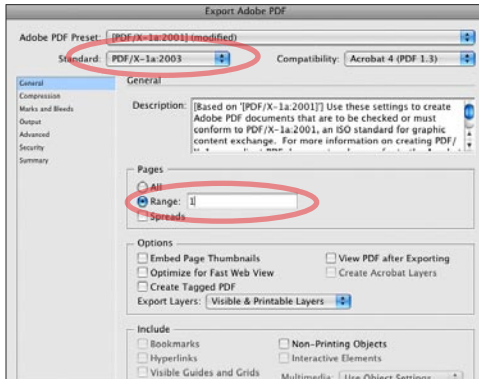 Export Adobe PDF
Adobe PDF Preset: [PDF/X-1a:2001] (modified)
Standard: PDF/X-1a:2003 Compatibility: Acrobat 4 (PDF 1.3)
General
Compression
Marks and Bleeds
Output
Advanced
Security
Summary
General
Description: [Based on '[PDF/X-1a:2001]'] Use these settings to create
Adobe PDF documents that are to be checked or must
conform to PDF/X-1a:2001, an ISO standard for graphic
content exchange. For more information on creating PDF/
Pages
All
Range: 1
Spreads
Options
Embed Page Thumbnails View PDF after Exporting
Optimize for Fast Web View Create Acrobat Layers
Create Tagged PDF
Export Layers: Visible & Printable Layers
Include
Bookmarks Non-Printing Objects
Hyperlinks Interactive Elements
Visible Guides and Grids Multimedia: Use Object Settings